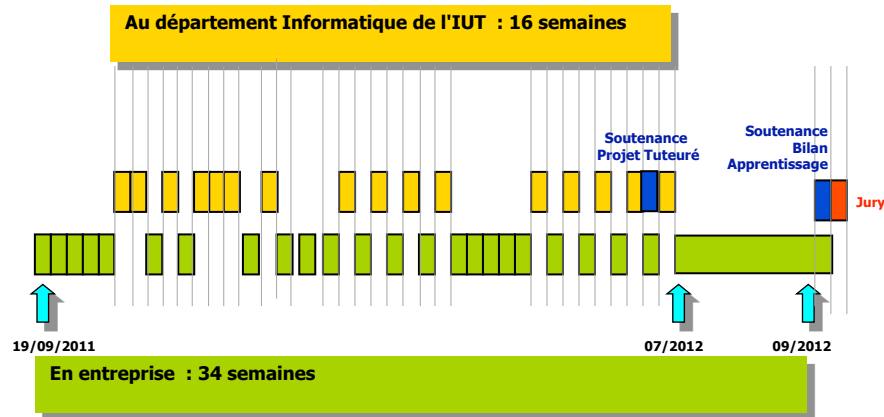 Au département Informatique de l'IUT : 16 semaines
Soutenance
Projet Tuteuré
Soutenance
Bilan
Apprentissage
Jury
19/09/2011
07/2012
09/2012
En entreprise : 34 semaines